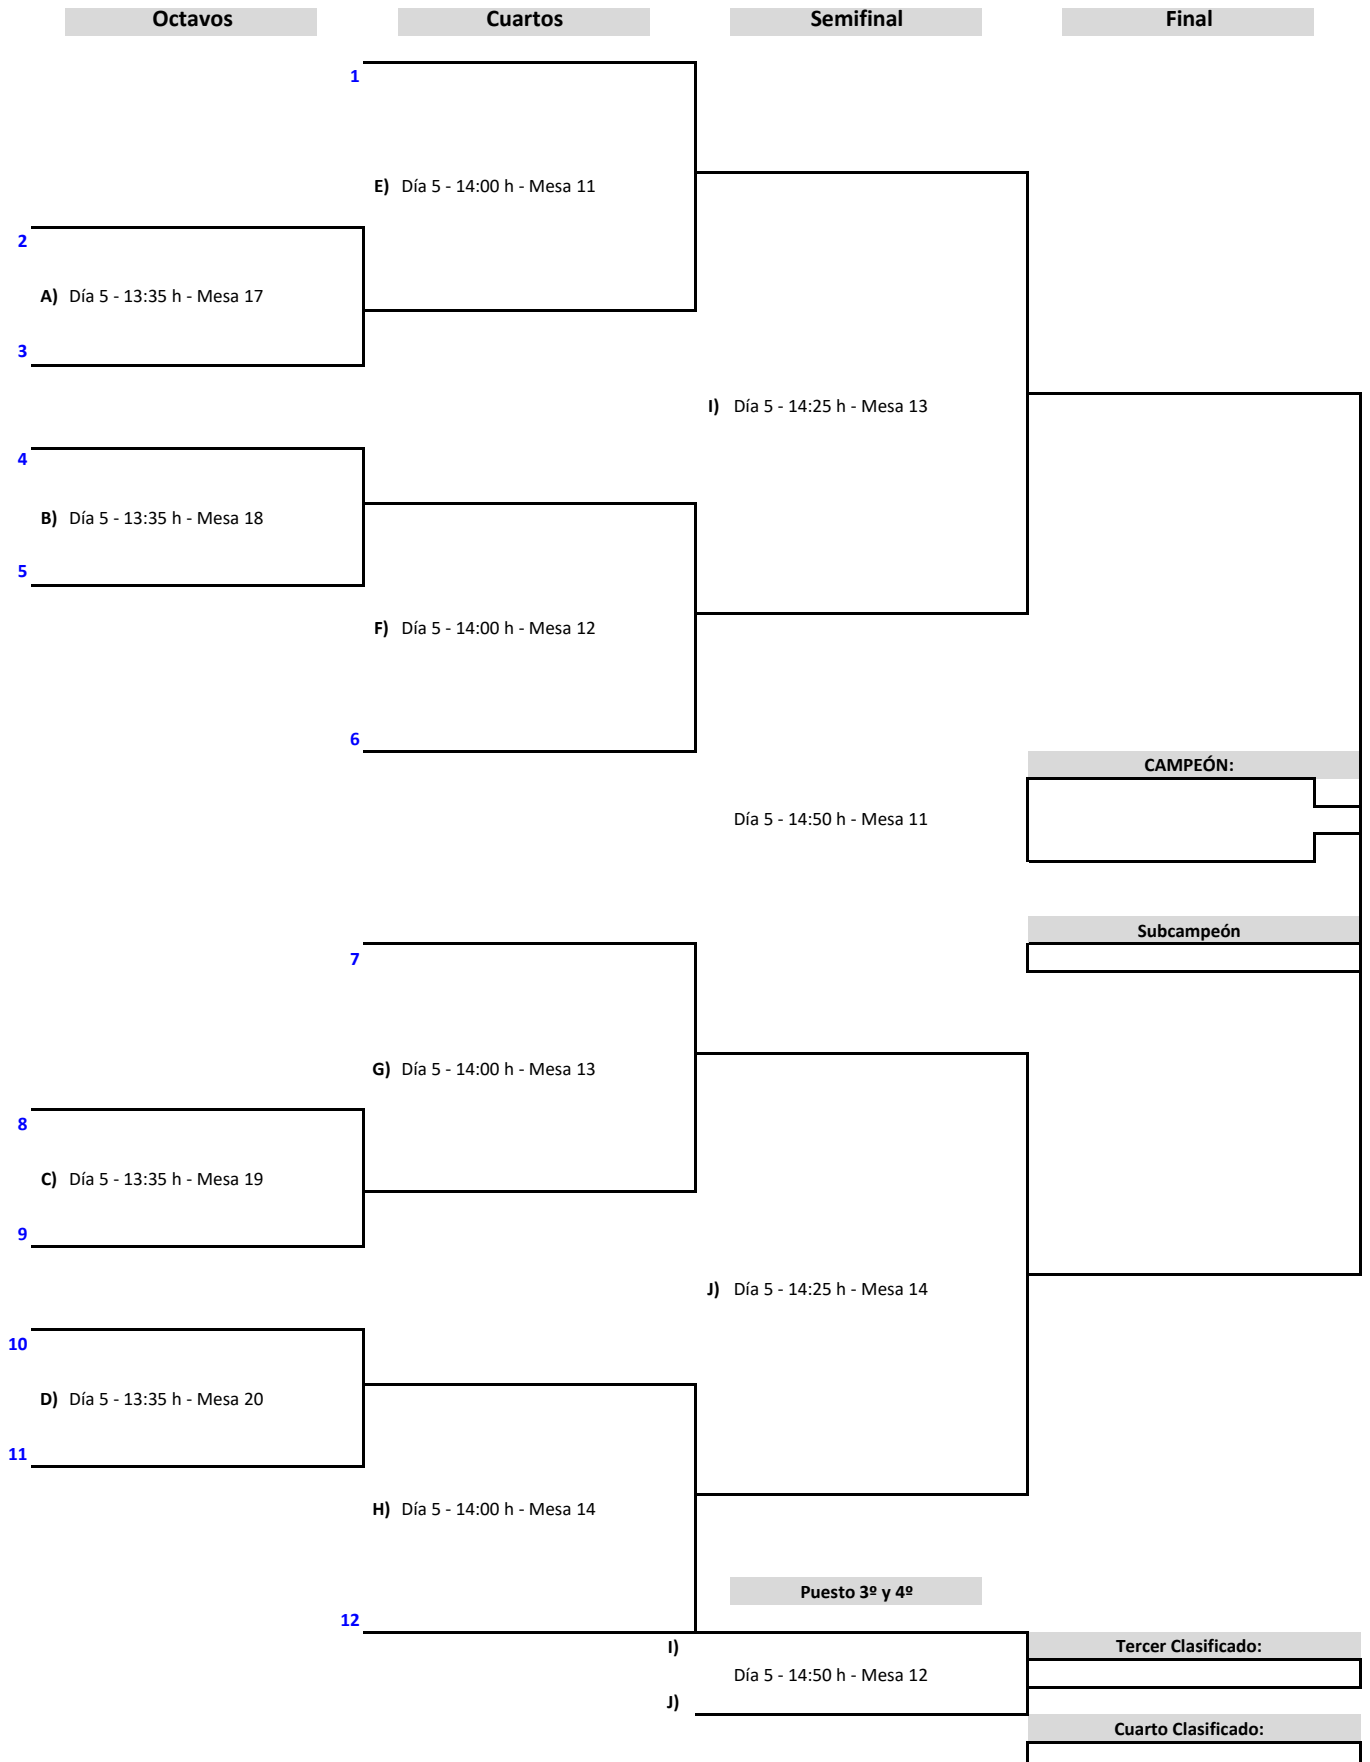 Octavos Cuartos Semifinal Final
1
E) Día 5 - 14:00 h - Mesa 11
2
A) Día 5 - 13:35 h - Mesa 17
3
I) Día 5 - 14:25 h - Mesa 13
4
B) Día 5 - 13:35 h - Mesa 18
5
F) Día 5 - 14:00 h - Mesa 12
6
CAMPEÓN:
Día 5 - 14:50 h - Mesa 11
Subcampeón
7
G) Día 5 - 14:00 h - Mesa 13
8
C) Día 5 - 13:35 h - Mesa 19
9
J) Día 5 - 14:25 h - Mesa 14
10
D) Día 5 - 13:35 h - Mesa 20
11
H) Día 5 - 14:00 h - Mesa 14
Puesto 3º y 4º
12
I) Tercer Clasificado:
Día 5 - 14:50 h - Mesa 12
J)
Cuarto Clasificado: